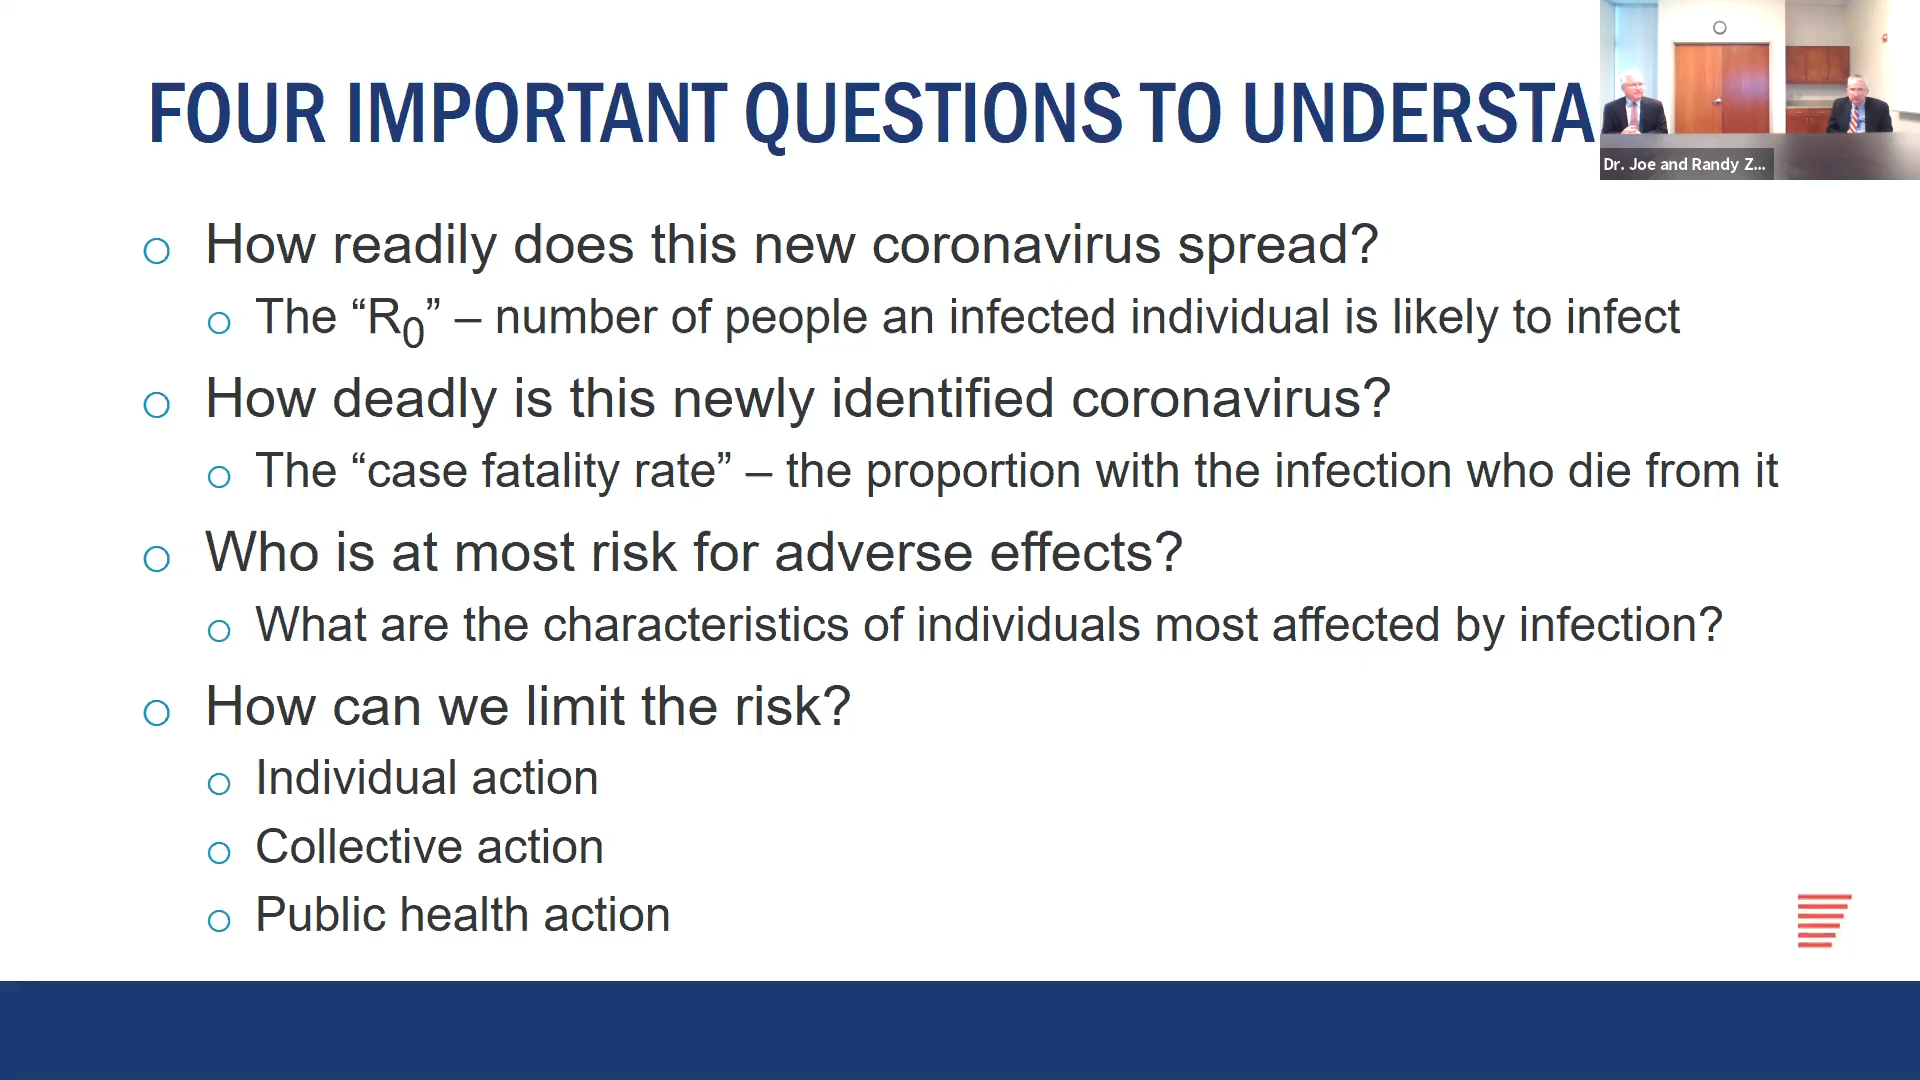 FOUR IMPORTANT QUESTIONS TO UNDERSTA
Dr. Joe and Randy Z...
How readily does this new coronavirus spread?
The “R0” – number of people an infected individual is likely to infect
How deadly is this newly identified coronavirus?
The “case fatality rate” – the proportion with the infection who die from it
Who is at most risk for adverse effects?
What are the characteristics of individuals most affected by infection?
How can we limit the risk?
Individual action
Collective action
Public health action